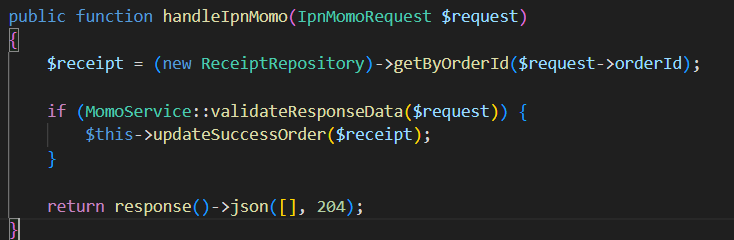 public function handleIpnMomo(IpnMomoRequest $request)
{
    $receipt = (new ReceiptRepository)->getByOrderId($request->orderId);

    if (MomoService::validateResponseData($request)) {
        $this->updateSuccessOrder($receipt);
    }

    return response()->json([], 204);
}